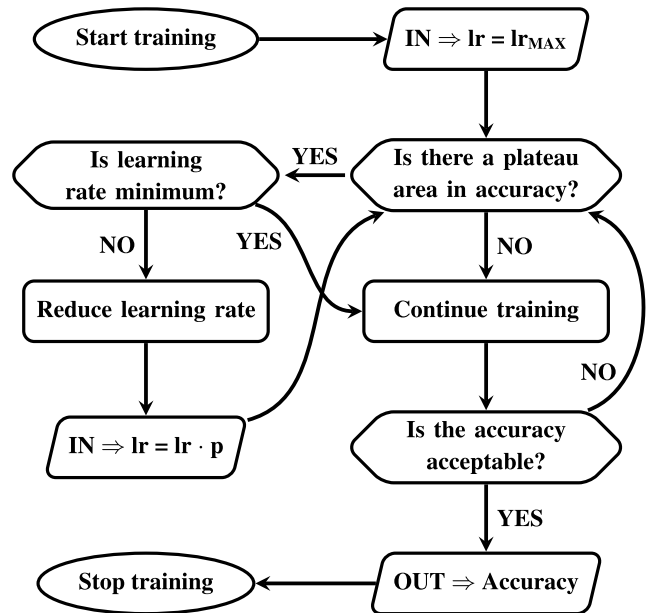 Start training
IN ⇒ lr = lr_MAX
Is there a plateau
area in accuracy?
YES
Is learning
rate minimum?
NO
YES
NO
Reduce learning rate
Continue training
IN ⇒ lr = lr · p
NO
Is the accuracy
acceptable?
YES
OUT ⇒ Accuracy
Stop training